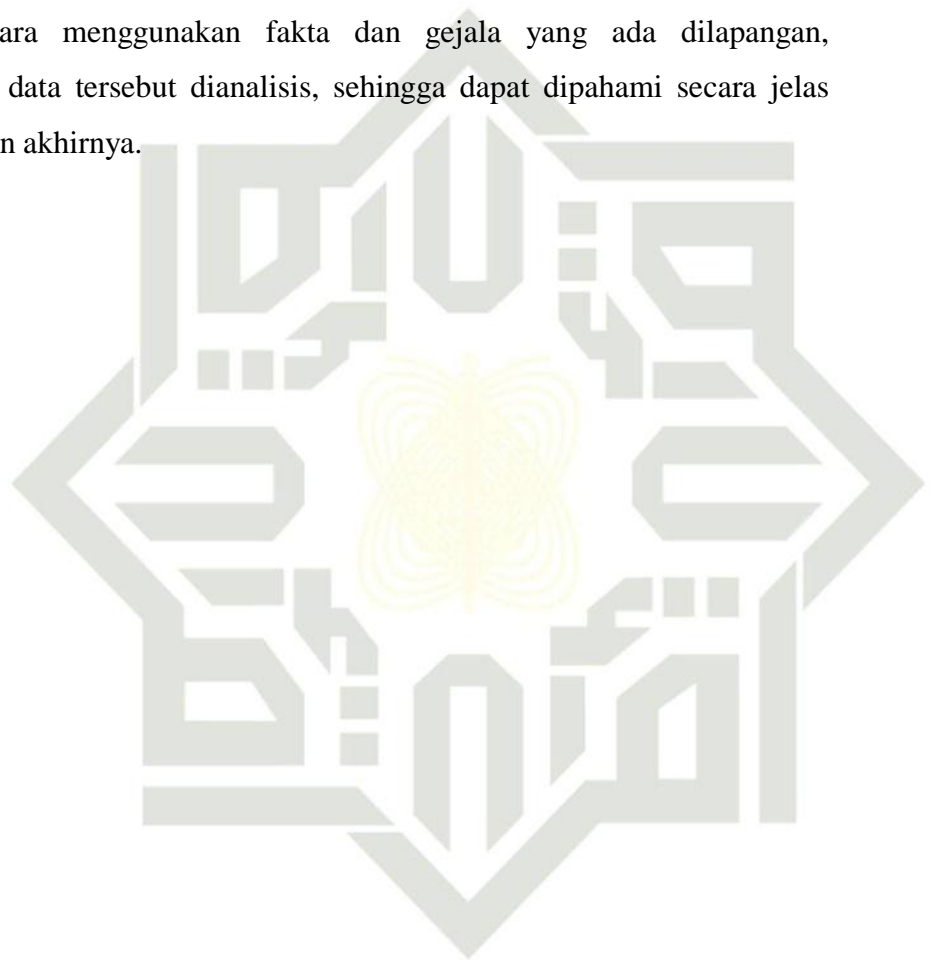 ara menggunakan fakta dan gejala yang ada dilapangan,
data tersebut dianalisis, sehingga dapat dipahami secara jelas
n akhirnya.